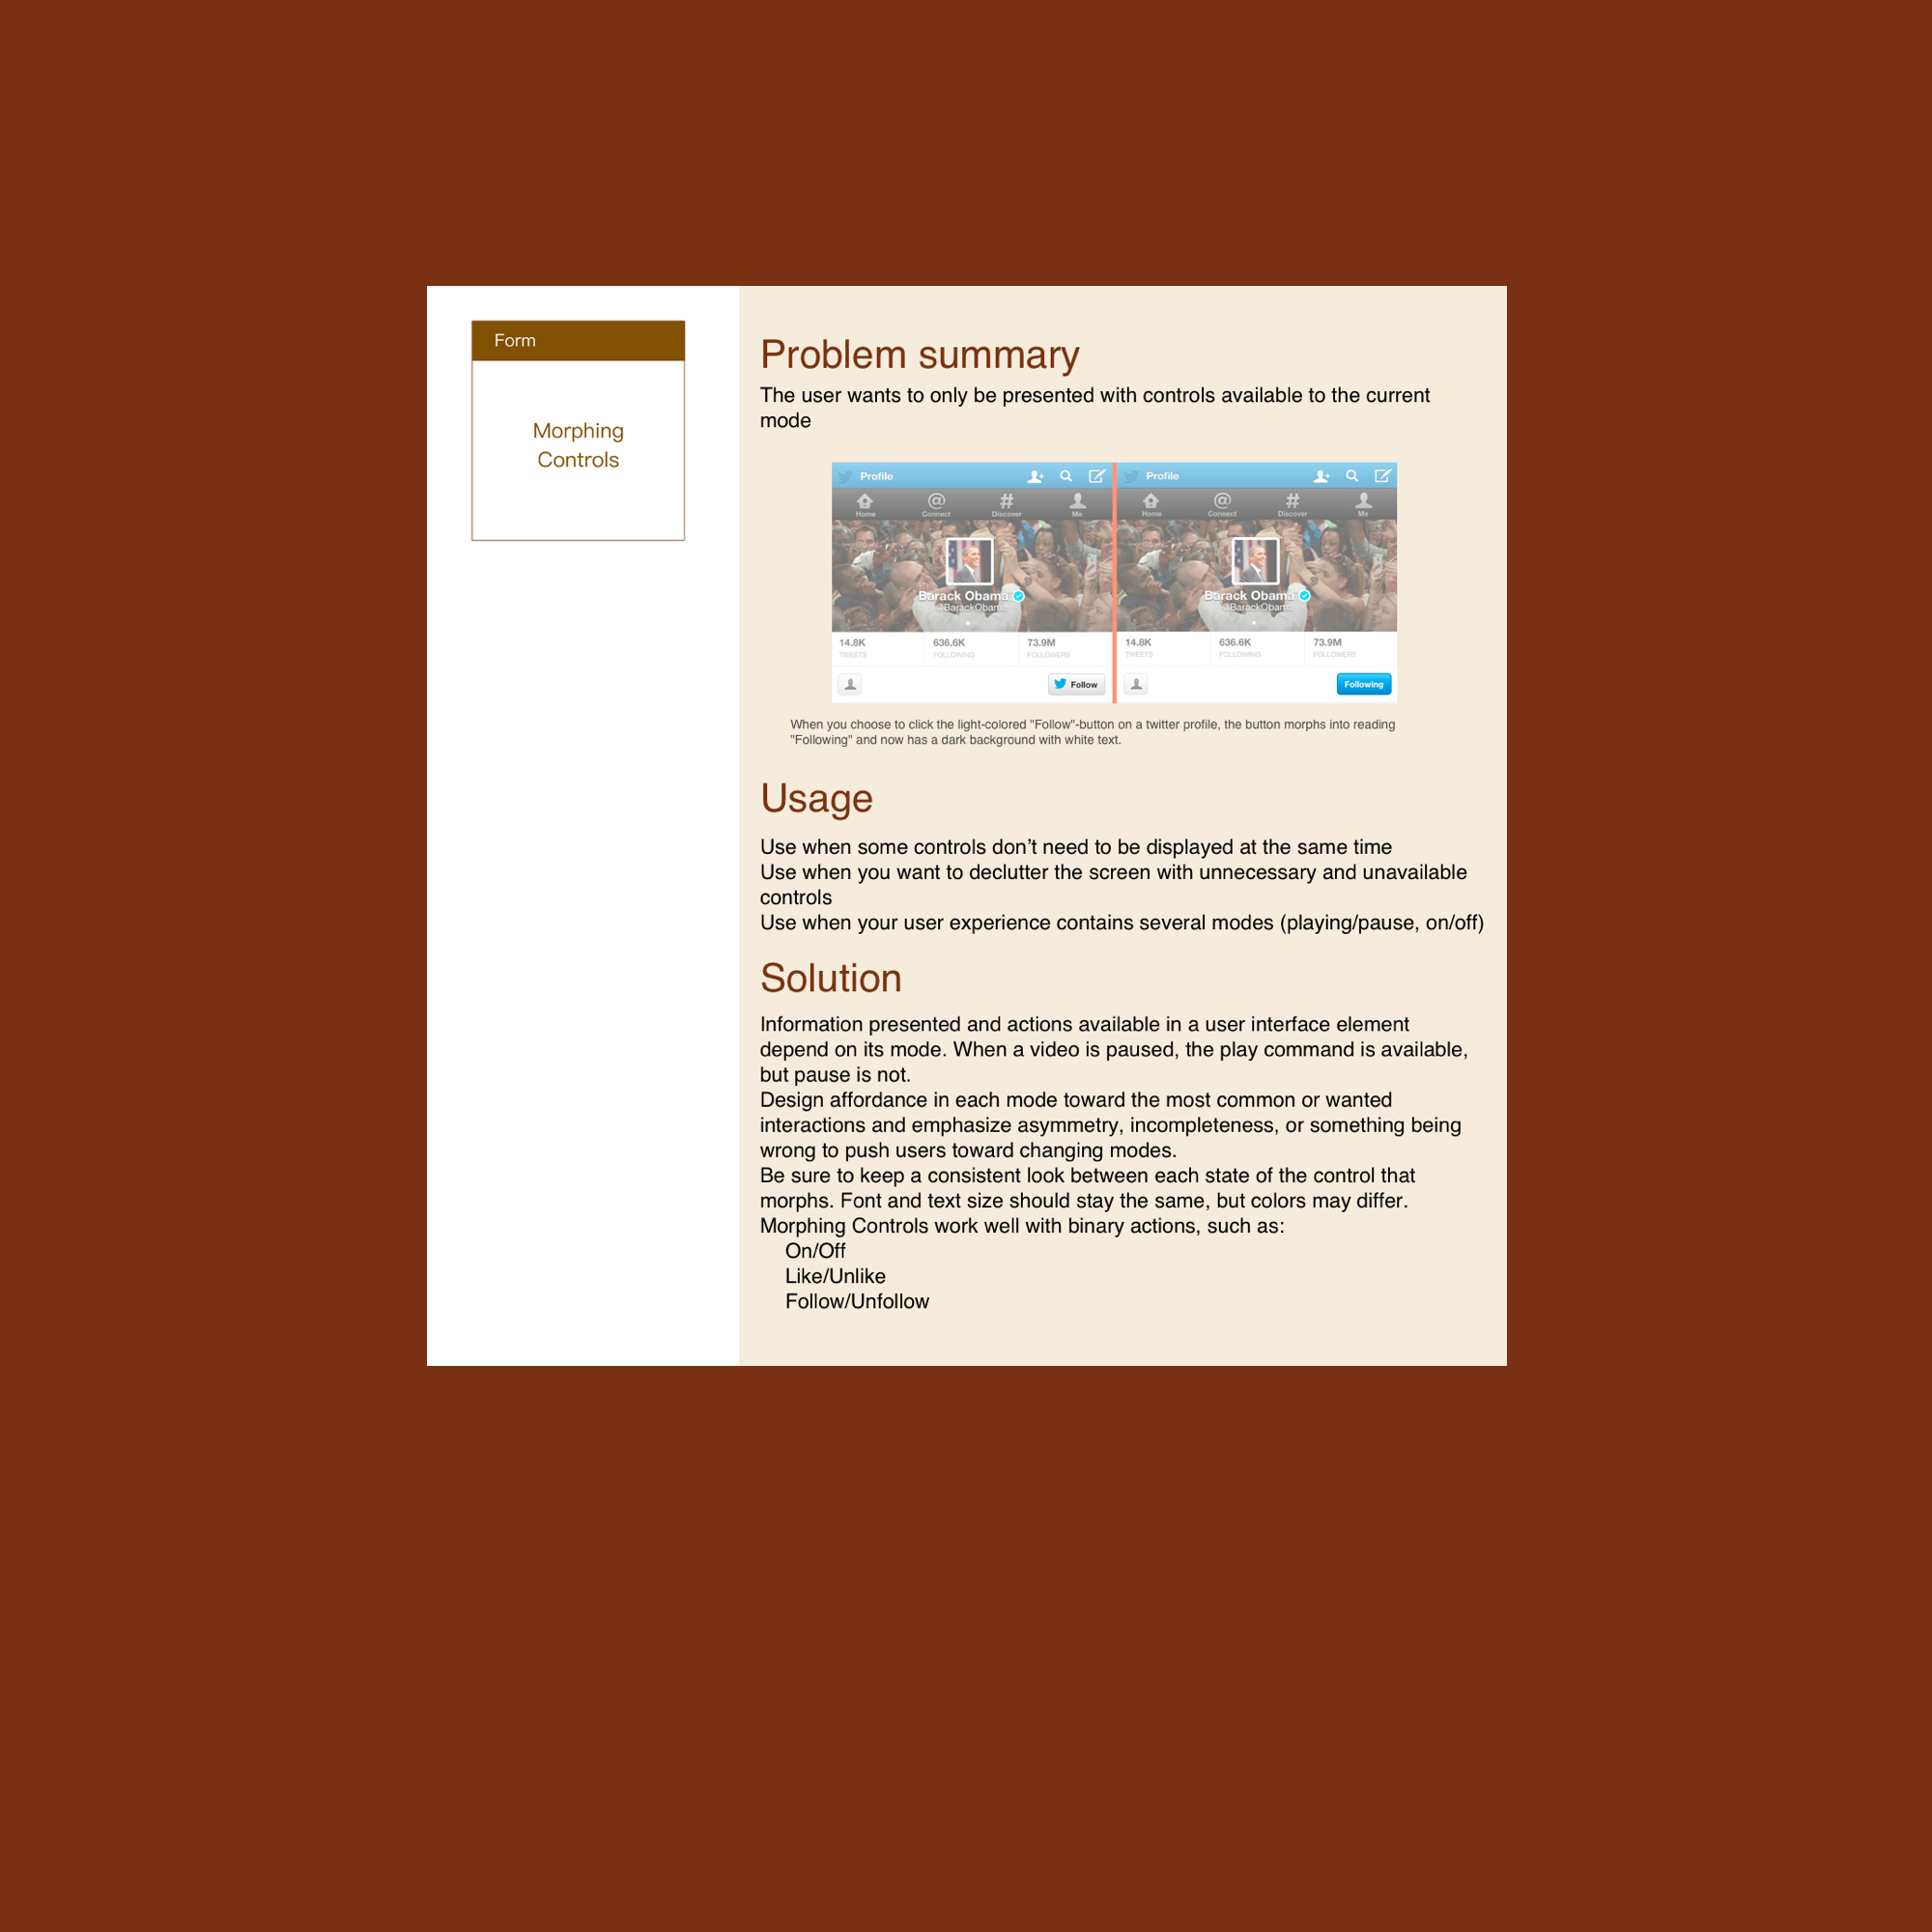 Form
Morphing
Controls
Problem summary
The user wants to only be presented with controls available to the current
mode
Profile
Home
Connect
Discover
Me
Barack Obama
@BarackObama
14.8K
TWEETS
636.6K
FOLLOWING
73.9M
FOLLOWERS
Follow
Profile
Home
Connect
Discover
Me
Barack Obama
@BarackObama
14.8K
TWEETS
636.6K
FOLLOWING
73.9M
FOLLOWERS
Following
When you choose to click the light-colored "Follow"-button on a twitter profile, the button morphs into reading
"Following" and now has a dark background with white text.
Usage
Use when some controls don’t need to be displayed at the same time
Use when you want to declutter the screen with unnecessary and unavailable
controls
Use when your user experience contains several modes (playing/pause, on/off)
Solution
Information presented and actions available in a user interface element
depend on its mode. When a video is paused, the play command is available,
but pause is not.
Design affordance in each mode toward the most common or wanted
interactions and emphasize asymmetry, incompleteness, or something being
wrong to push users toward changing modes.
Be sure to keep a consistent look between each state of the control that
morphs. Font and text size should stay the same, but colors may differ.
Morphing Controls work well with binary actions, such as:
On/Off
Like/Unlike
Follow/Unfollow